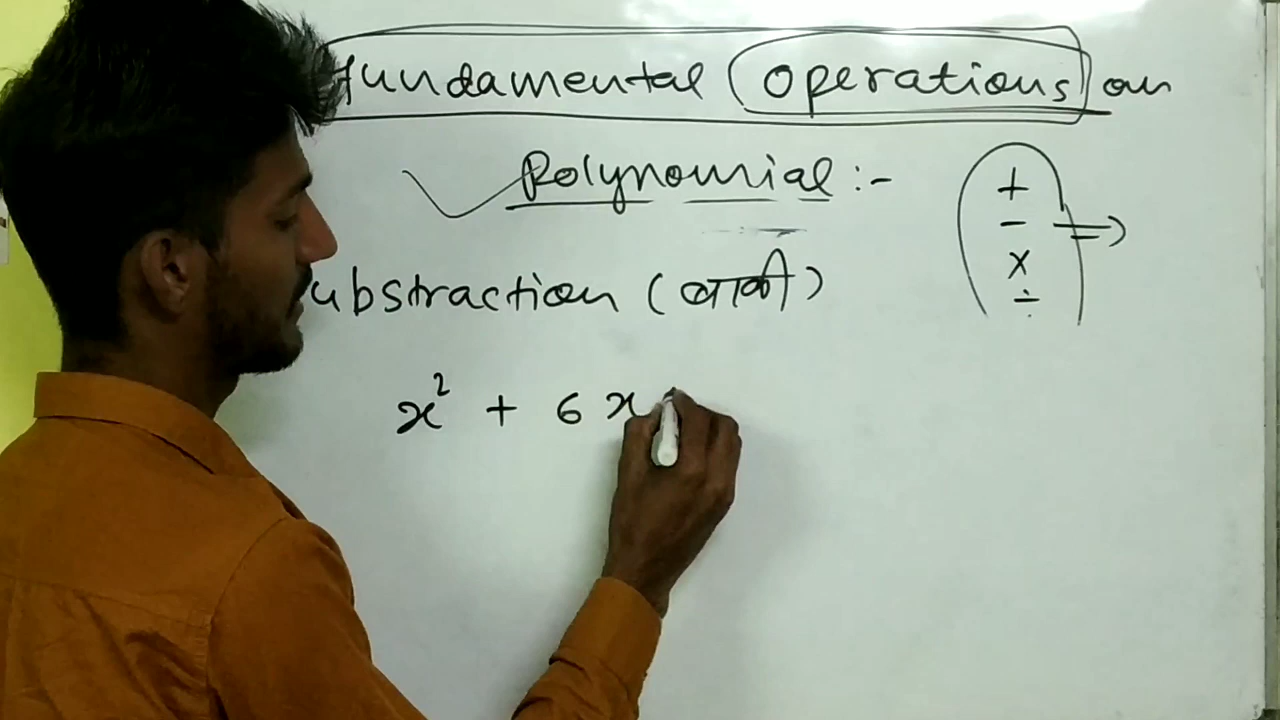 fundamental operations on
Polynomial :-
ubstraction (बाकी)
x² + 6x
+
-
x
÷
=>